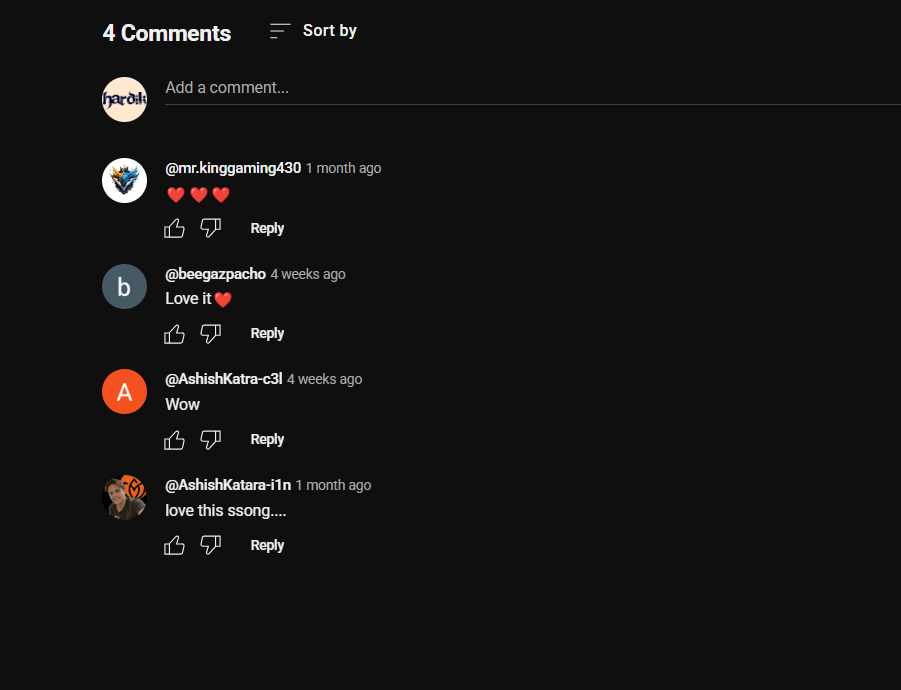 4 Comments
Sort by
hardik
Add a comment...
@mr.kinggaming430 1 month ago
❤️❤️❤️
Reply
b
@beegazpacho 4 weeks ago
Love it❤️
Reply
A
@AshishKatra-c3l 4 weeks ago
Wow
Reply
@AshishKatara-i1n 1 month ago
love this ssong....
Reply